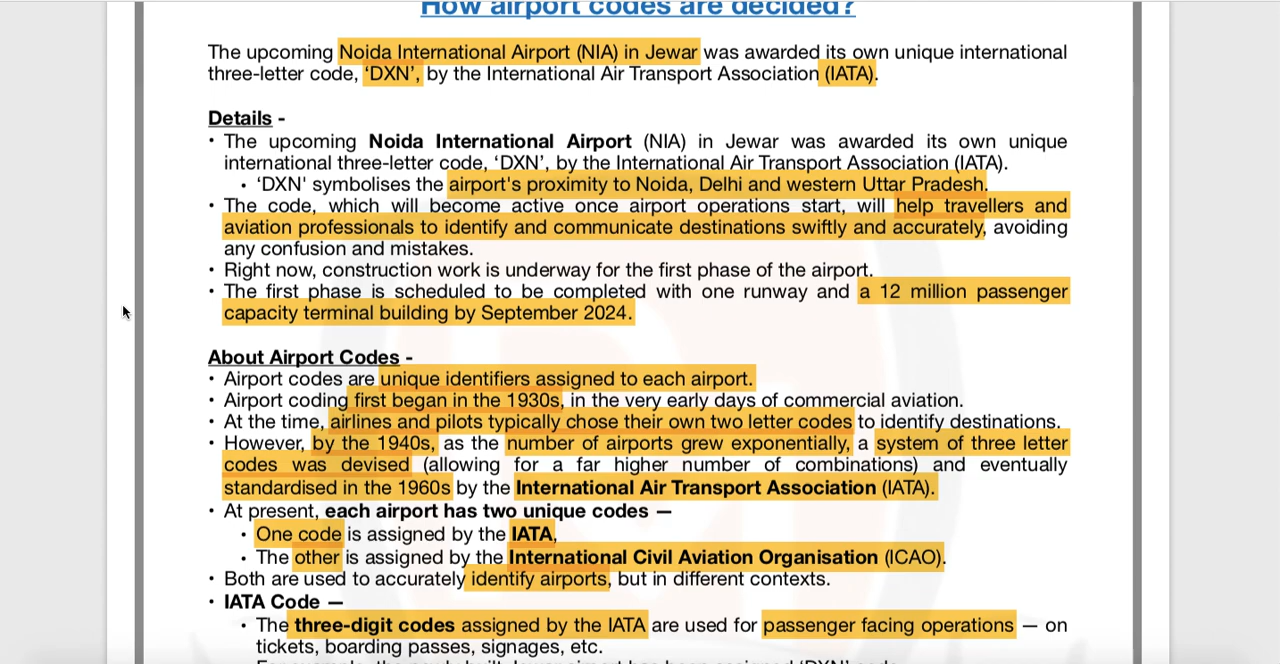 How airport codes are decided?
The upcoming Noida International Airport (NIA) in Jewar was awarded its own unique international
three-letter code, ‘DXN’, by the International Air Transport Association (IATA).
Details -
• The upcoming Noida International Airport (NIA) in Jewar was awarded its own unique
international three-letter code, ‘DXN’, by the International Air Transport Association (IATA).
• ‘DXN' symbolises the airport's proximity to Noida, Delhi and western Uttar Pradesh.
• The code, which will become active once airport operations start, will help travellers and
aviation professionals to identify and communicate destinations swiftly and accurately, avoiding
any confusion and mistakes.
• Right now, construction work is underway for the first phase of the airport.
• The first phase is scheduled to be completed with one runway and a 12 million passenger
capacity terminal building by September 2024.
About Airport Codes -
• Airport codes are unique identifiers assigned to each airport.
• Airport coding first began in the 1930s, in the very early days of commercial aviation.
• At the time, airlines and pilots typically chose their own two letter codes to identify destinations.
• However, by the 1940s, as the number of airports grew exponentially, a system of three letter
codes was devised (allowing for a far higher number of combinations) and eventually
standardised in the 1960s by the International Air Transport Association (IATA).
• At present, each airport has two unique codes —
• One code is assigned by the IATA,
• The other is assigned by the International Civil Aviation Organisation (ICAO).
• Both are used to accurately identify airports, but in different contexts.
• IATA Code —
• The three-digit codes assigned by the IATA are used for passenger facing operations — on
tickets, boarding passes, signages, etc.
• For example, the newly built Jewar airport has been assigned ‘DXN’ code.